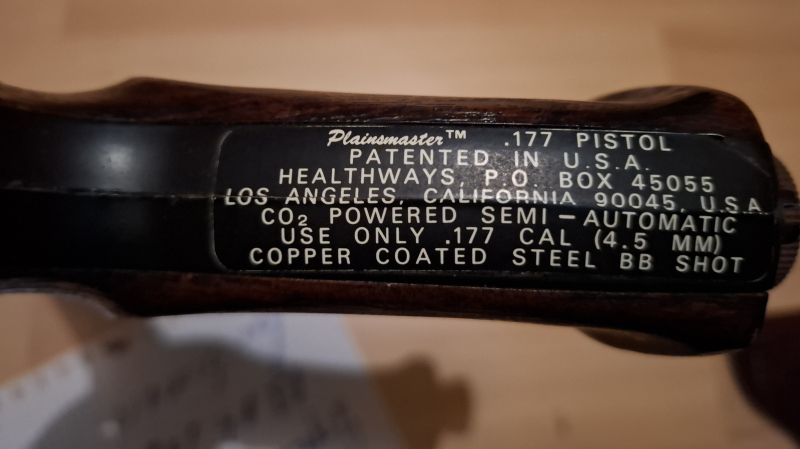 Plainsmaster™ .177 PISTOL
PATENTED IN U.S.A.
HEALTHWAYS P.O. BOX 45055
LOS ANGELES, CALIFORNIA 90045, U.S.A.
CO₂ POWERED SEMI-AUTOMATIC
USE ONLY .177 CAL (4.5 MM)
COPPER COATED STEEL BB SHOT